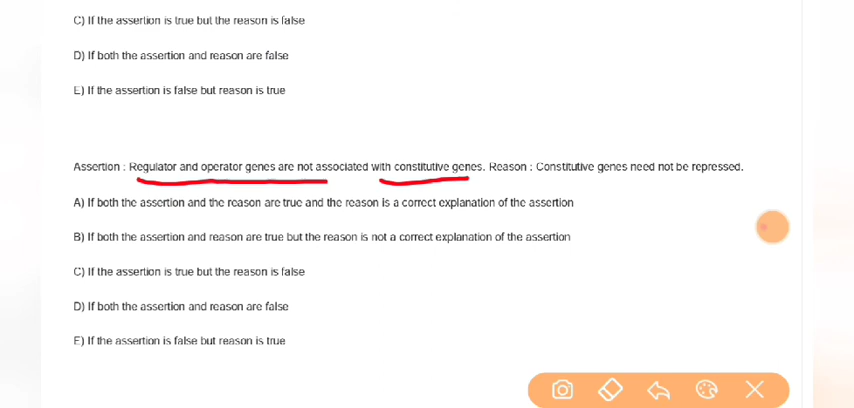 C) If the assertion is true but the reason is false
D) If both the assertion and reason are false
E) If the assertion is false but reason is true
Assertion : Regulator and operator genes are not associated with constitutive genes. Reason : Constitutive genes need not be repressed.
A) If both the assertion and the reason are true and the reason is a correct explanation of the assertion
B) If both the assertion and reason are true but the reason is not a correct explanation of the assertion
C) If the assertion is true but the reason is false
D) If both the assertion and reason are false
E) If the assertion is false but reason is true